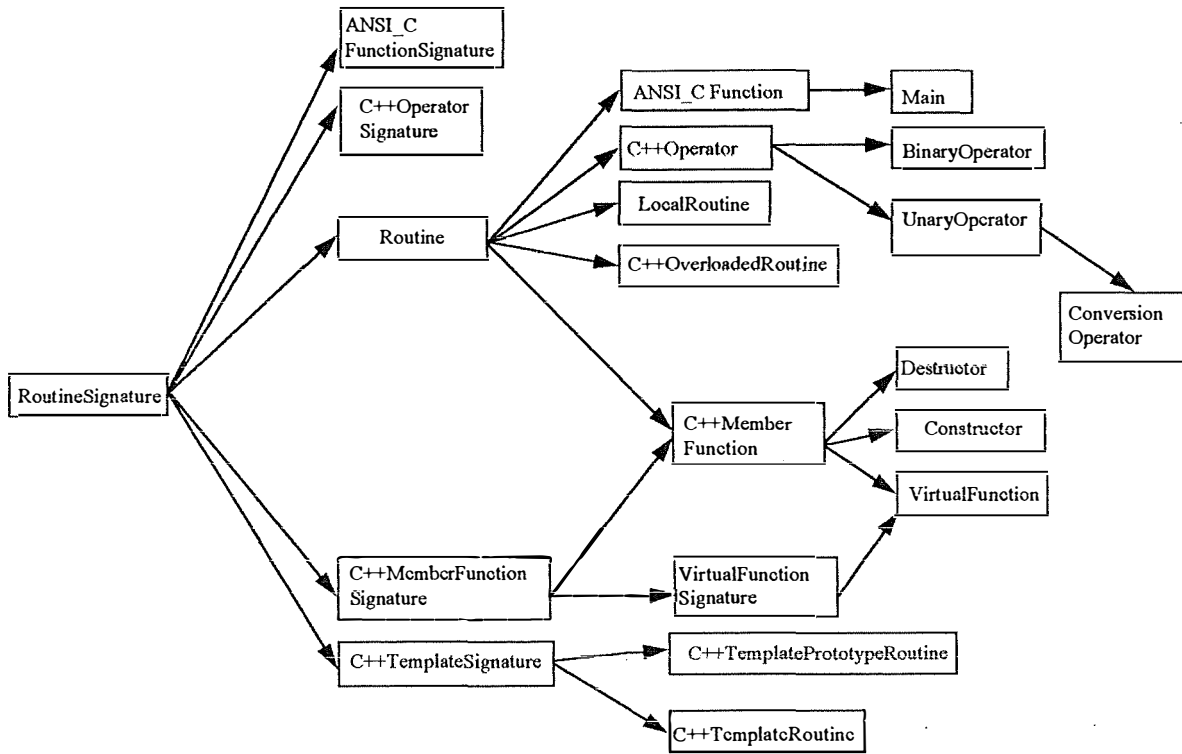 ANSI_C
FunctionSignature
C++Operator
Signature
Routine
RoutineSignature
C++MemberFunction
Signature
C++TemplateSignature
ANSI_C Function
C++Operator
LocalRoutine
C++OverloadedRoutine
C++Member
Function
VirtualFunction
Signature
C++TemplatePrototypeRoutine
C++TemplateRoutine
Main
BinaryOperator
UnaryOperator
Conversion
Operator
Destructor
Constructor
VirtualFunction